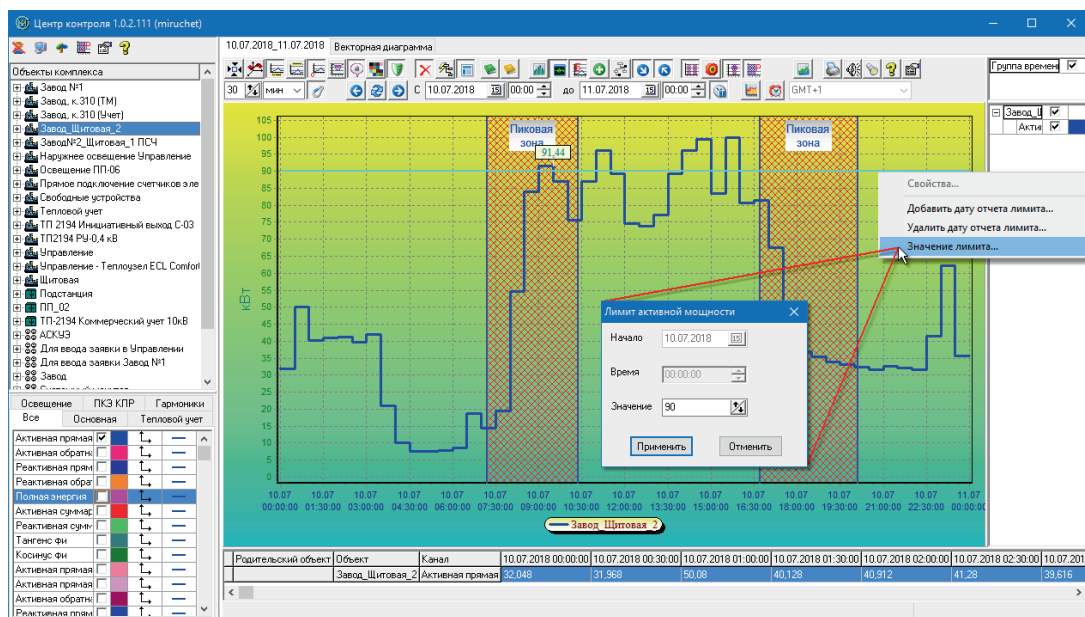 Центр контроля 1.0.2.111 (miruchet)
10.07.2018_11.07.2018 Векторная диаграмма
Объекты комплекса
Завод №1
Завод, к.310 (ТМ)
Завод, к.310 (Учет)
Завод_Щитовая_2
Завод№2_Щитовая_1 ПСЧ
Наружнее освещение Управление
Освещение ПП-06
Прямое подключение счетчиков эле
Свободные устройства
Тепловой учет
ТП 2194 Инициативный выход С-03
ТП2194 РУ-0,4 кВ
Управление
Управление - Теплоузел ECL Comfort
Щитовая
Подстанция
ПП_02
ТП-2194 Коммерческий учет 10кВ
АСКУЭ
Для ввода заявки в Управлении
Для ввода заявки Завод №1
Завод
Освещение ПКЭ КПР Гармоники
Все Основная Тепловой учет
Активная прямая
Активная обратн
Реактивная прям
Реактивная обрат
Полная энергия
Активная суммар
Реактивная сумм
Тангенс фи
Косинус фи
Активная прямая
Активная прямая
Активная обратн
Реактивная прям
30 мин С 10.07.2018 15 00:00 до 11.07.2018 15 00:00 GMT+1
Группа времен
Завод_Щ
Акти
кВт
105
100
95
90
85
80
75
70
65
60
55
50
45
40
35
30
25
20
15
10
5
0
Пиковая
зона
91,44
Пиковая
зона
10.07 10.07 10.07 10.07 10.07 10.07 10.07 10.07 10.07 10.07 10.07 10.07 10.07 10.07 10.07 10.07 11.07
00:00:00 01:30:00 03:00:00 04:30:00 06:00:00 07:30:00 09:00:00 10:30:00 12:00:00 13:30:00 15:00:00 16:30:00 18:00:00 19:30:00 21:00:00 22:30:00 00:00:00
Завод_Щитовая_2
Свойства...
Добавить дату отчета лимита...
Удалить дату отчета лимита...
Значение лимита...
Лимит активной мощности
Начало 10.07.2018 15
Время 00:00:00
Значение 90
Применить Отменить
Родительский объект Объект Канал 10.07.2018 00:00:00 10.07.2018 00:30:00 10.07.2018 01:00:00 10.07.2018 01:30:00 10.07.2018 02:00:00 10.07.2018 02:30:00 10.07.201
Завод_Щитовая_2 Активная прямая 32,048 31,968 50,08 40,128 40,912 41,28 39,616